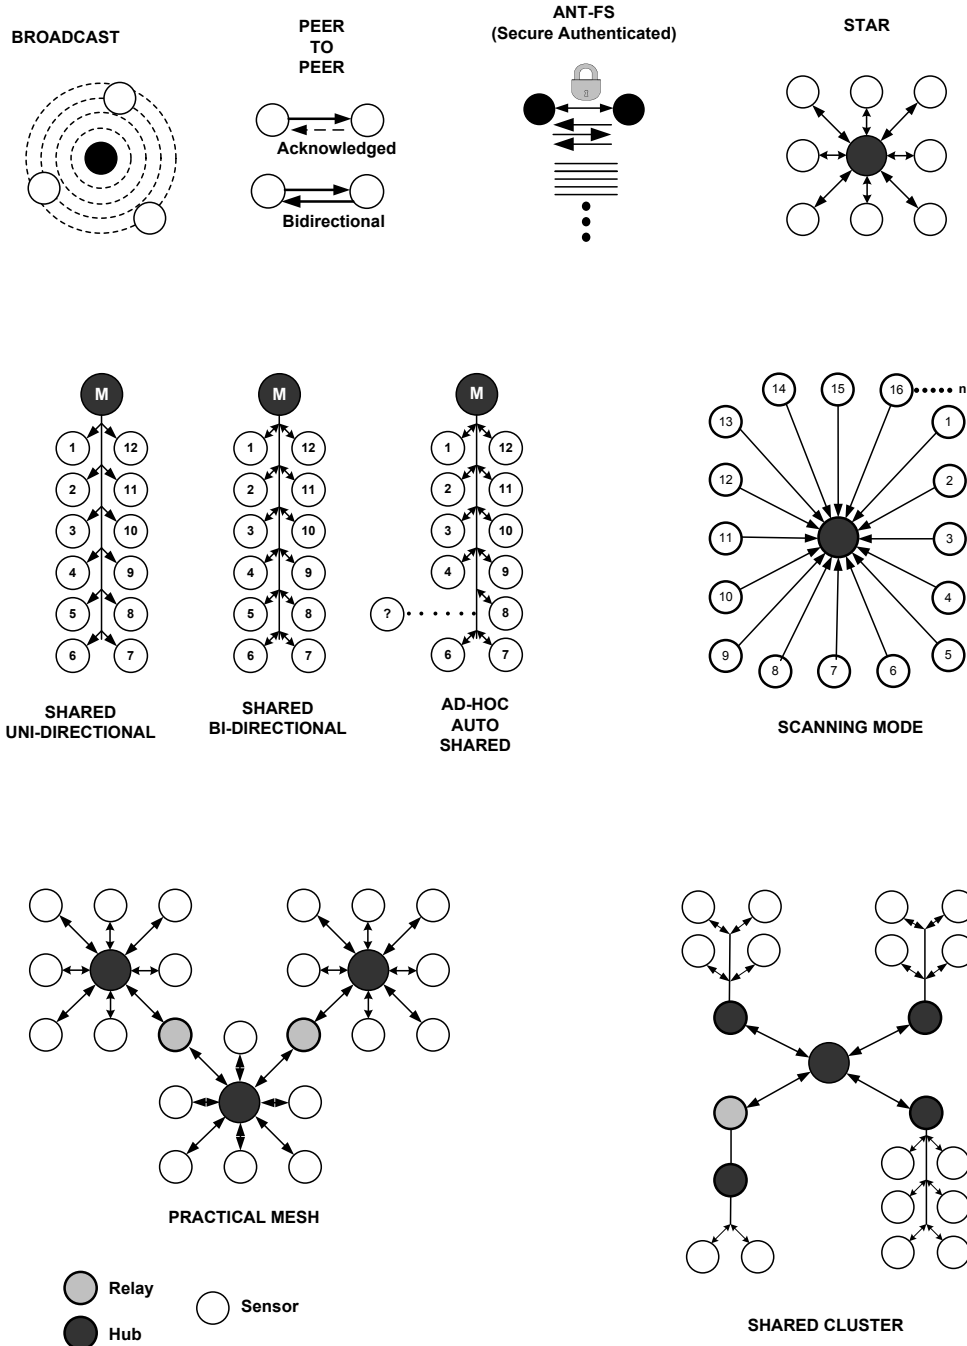 BROADCAST
PEER
TO
PEER
ANT-FS
(Secure Authenticated)
STAR
Acknowledged
Bidirectional
M
1 12
2 11
3 10
4 9
5 8
6 7
SHARED
UNI-DIRECTIONAL
M
1 12
2 11
3 10
4 9
5 8
6 7
SHARED
BI-DIRECTIONAL
M
1 12
2 11
3 10
4 9
? 8
6 7
AD-HOC
AUTO
SHARED
14 15 16 n
13 1
12 2
11 3
10 4
9 5
8 7 6
SCANNING MODE
PRACTICAL MESH
Relay
Sensor
Hub
SHARED CLUSTER